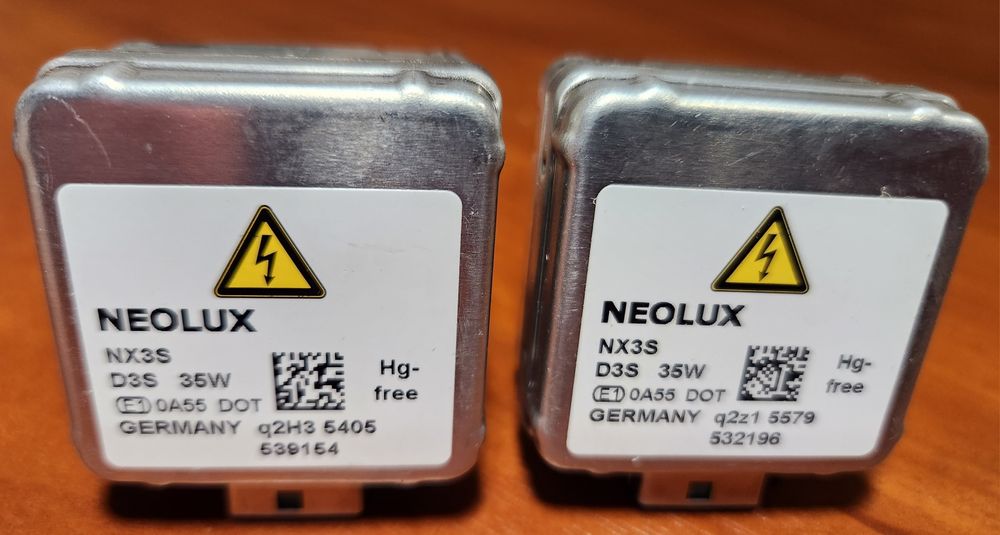 NEOLUX
NX3S
D3S 35W
Hg-
free
E1 0A55 DOT
GERMANY q2H3 5405
539154
NEOLUX
NX3S
D3S 35W
Hg-
free
E1 0A55 DOT
GERMANY q2z1 5579
532196